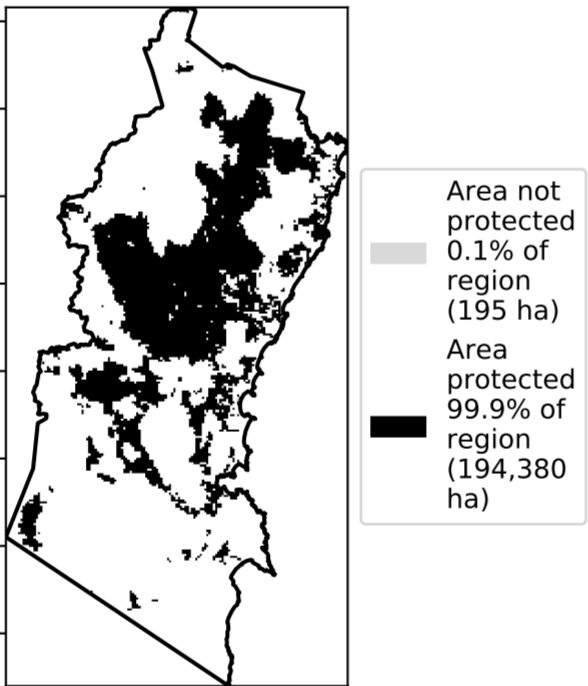 Area not
protected
0.1% of
region
(195 ha)
Area
protected
99.9% of
region
(194,380
ha)